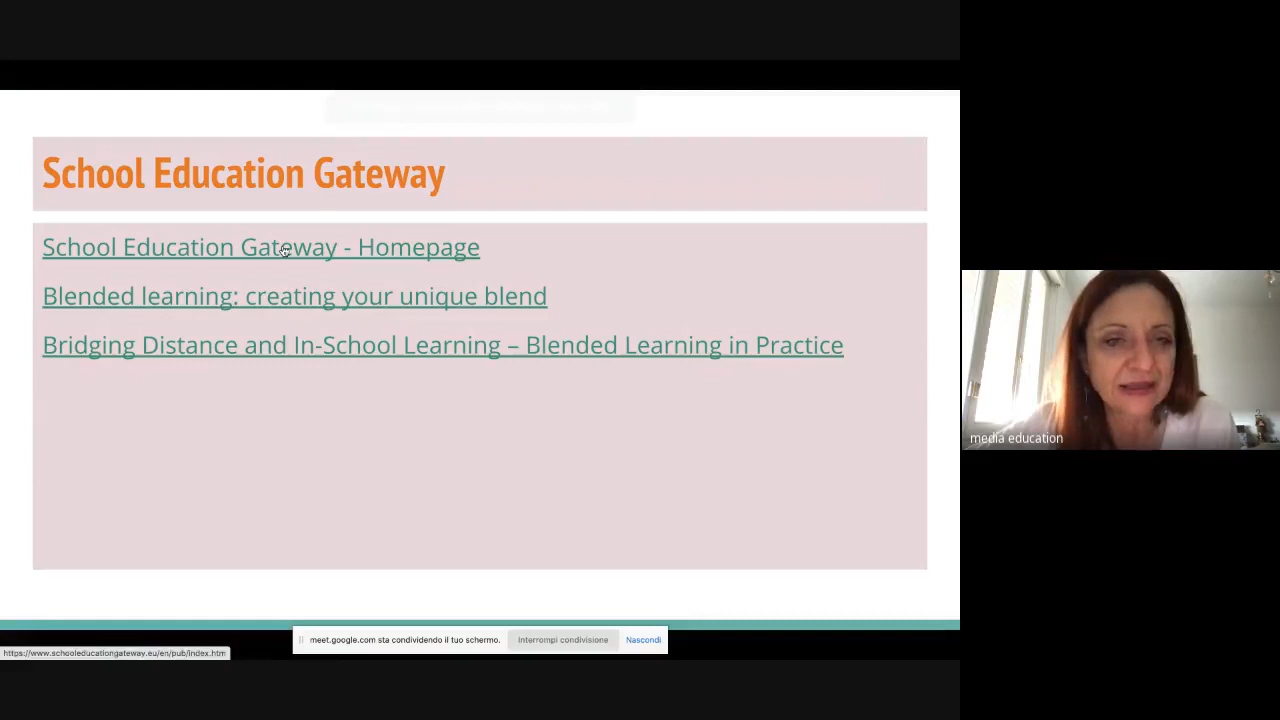 School Education Gateway
School Education Gateway - Homepage
Blended learning: creating your unique blend
Bridging Distance and In-School Learning – Blended Learning in Practice
media education
meet.google.com sta condividendo il tuo schermo.
Interrompi condivisione
Nascondi
https://www.schooleducationgateway.eu/en/pub/index.htm